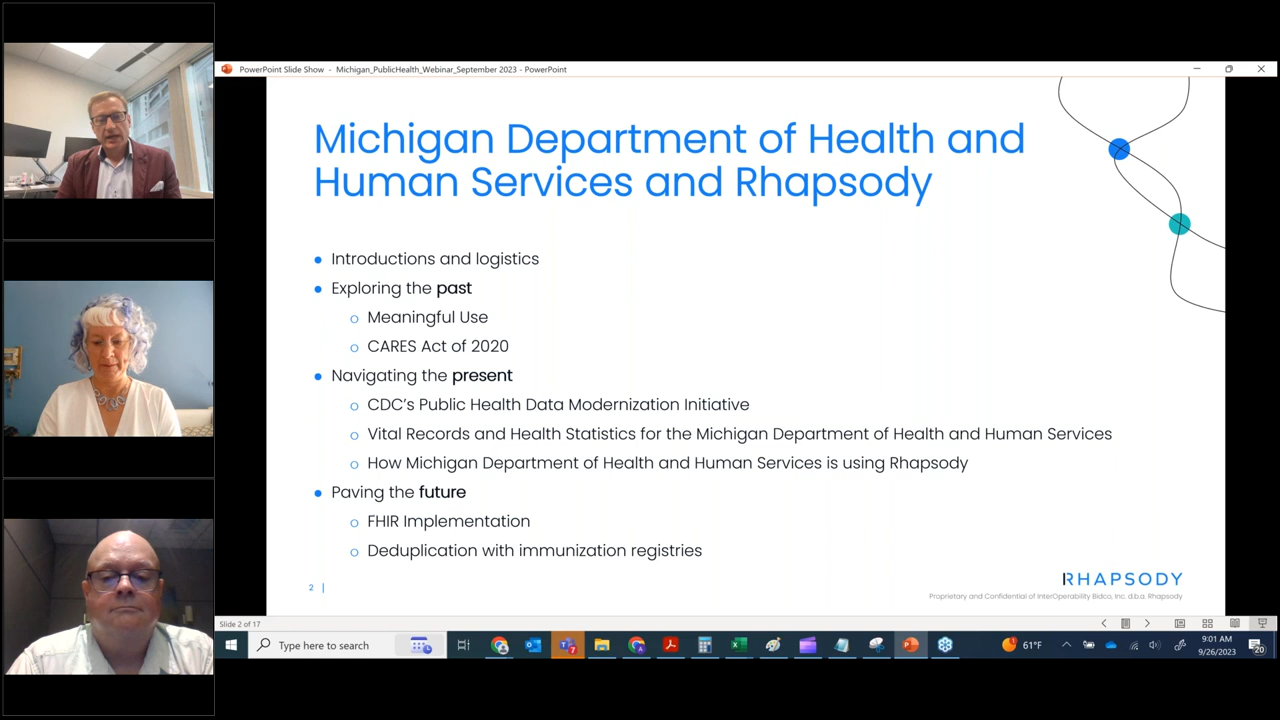 PowerPoint Slide Show - Michigan_PublicHealth_Webinar_September 2023 - PowerPoint
Michigan Department of Health and
Human Services and Rhapsody
Introductions and logistics
Exploring the past
Meaningful Use
CARES Act of 2020
Navigating the present
CDC's Public Health Data Modernization Initiative
Vital Records and Health Statistics for the Michigan Department of Health and Human Services
How Michigan Department of Health and Human Services is using Rhapsody
Paving the future
FHIR Implementation
Deduplication with immunization registries
2 |
RHAPSODY
Proprietary and Confidential of InterOperability Bidco, Inc. d.b.a. Rhapsody
Slide 2 of 17
Type here to search
61°F
9:01 AM
9/26/2023
20